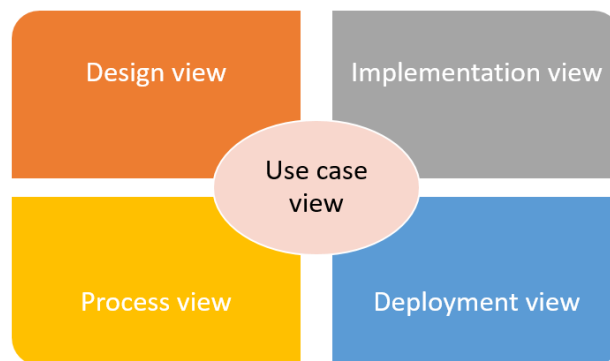 Design view
Implementation view
Use case
view
Process view
Deployment view